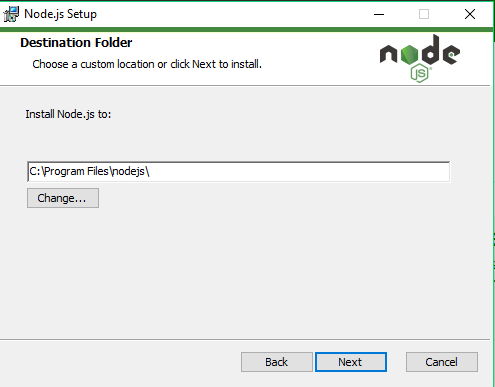 Node.js Setup
Destination Folder
Choose a custom location or click Next to install.
node
JS
Install Node.js to:
C:\Program Files\nodejs\
Change...
Back
Next
Cancel